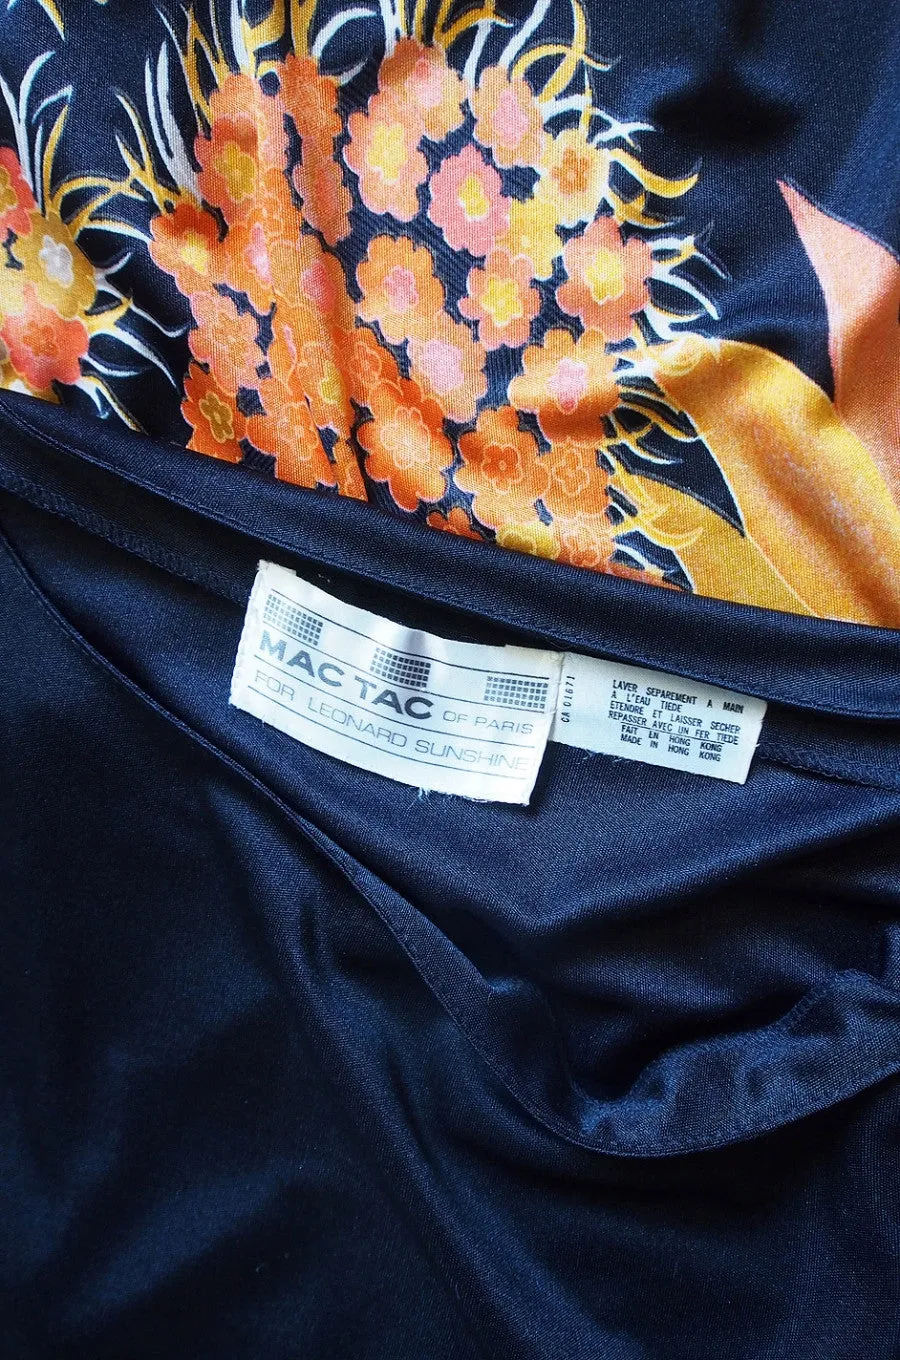 MAC TAC OF PARIS
FOR LEONARD SUNSHINE
CA 01671
LAVER SEPAREMENT A MAIN
A L'EAU TIEDE
ETENDRE ET LAISSER SECHER
REPASSER AVEC UN FER TIEDE
FAIT EN HONG KONG
MADE IN HONG KONG